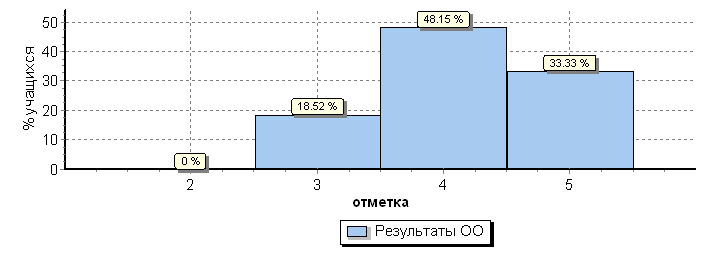 % учащихся
50
40
30
20
10
0
0 %
18.52 %
48.15 %
33.33 %
2 3 4 5
отметка
Результаты ОО